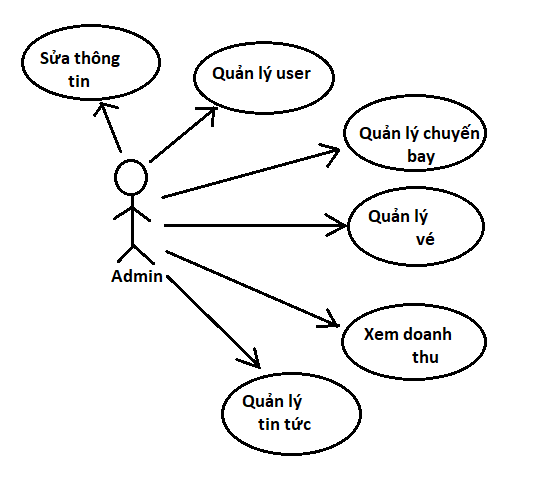 Sửa thông
tin
Quản lý user
Quản lý chuyến
bay
Quản lý
vé
Admin
Xem doanh
thu
Quản lý
tin tức